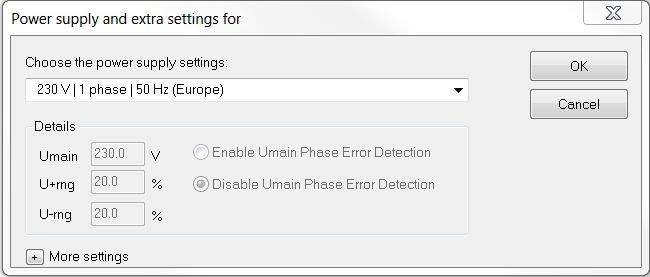 Power supply and extra settings for
Choose the power supply settings:
230 V | 1 phase | 50 Hz (Europe)
OK
Cancel
Details
Umain 230.0 V
Enable Umain Phase Error Detection
U+rng 20.0 %
Disable Umain Phase Error Detection
U-rng 20.0 %
+ More settings